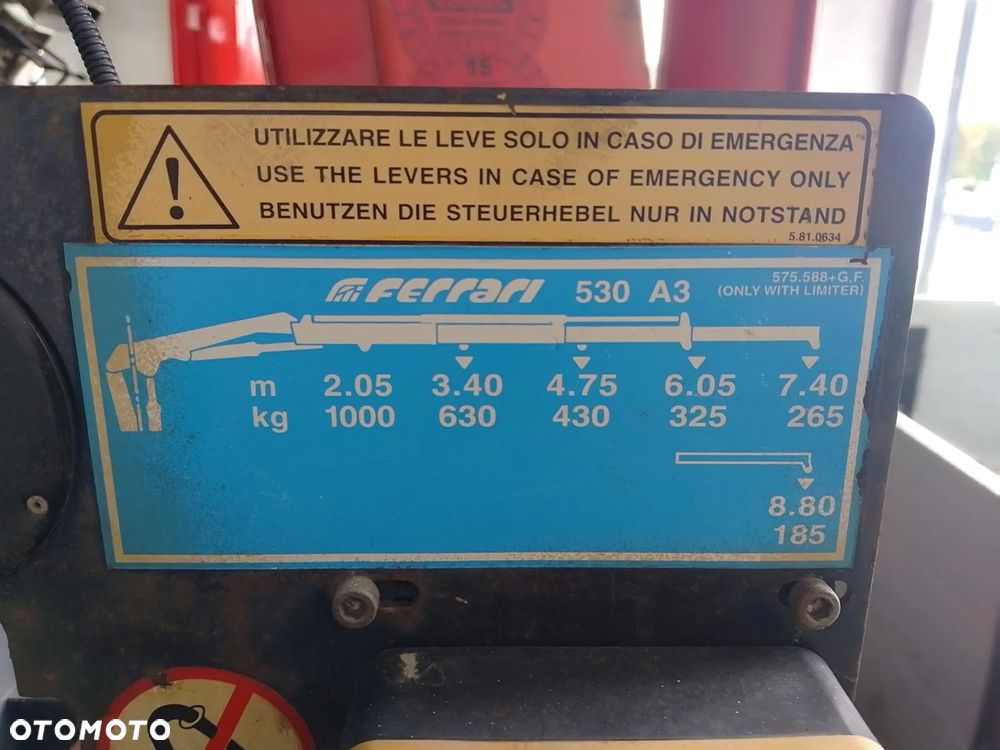 15
UTILIZZARE LE LEVE SOLO IN CASO DI EMERGENZA
USE THE LEVERS IN CASE OF EMERGENCY ONLY
BENUTZEN DIE STEUERHEBEL NUR IN NOTSTAND
5.81.0634
Ferrari 530 A3
575.588+G.F.
(ONLY WITH LIMITER)
m 2.05 3.40 4.75 6.05 7.40
kg 1000 630 430 325 265
8.80
185
OTOMOTO